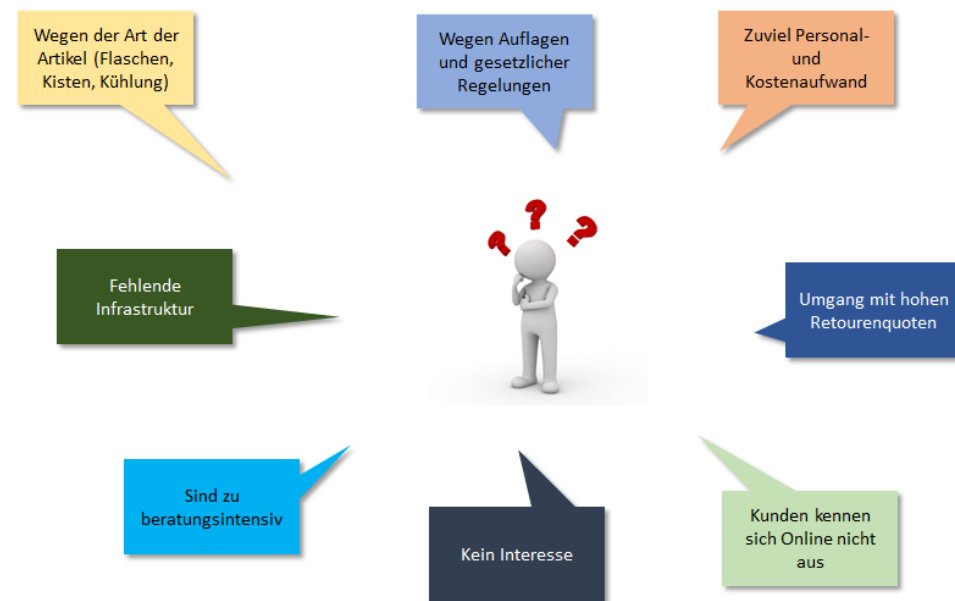 Wegen der Art der
Artikel (Flaschen,
Kisten, Kühlung)
Wegen Auflagen
und gesetzlicher
Regelungen
Zuviel Personal-
und
Kostenaufwand
Fehlende
Infrastruktur
Umgang mit hohen
Retourenquoten
Sind zu
beratungsintensiv
Kein Interesse
Kunden kennen
sich Online nicht
aus